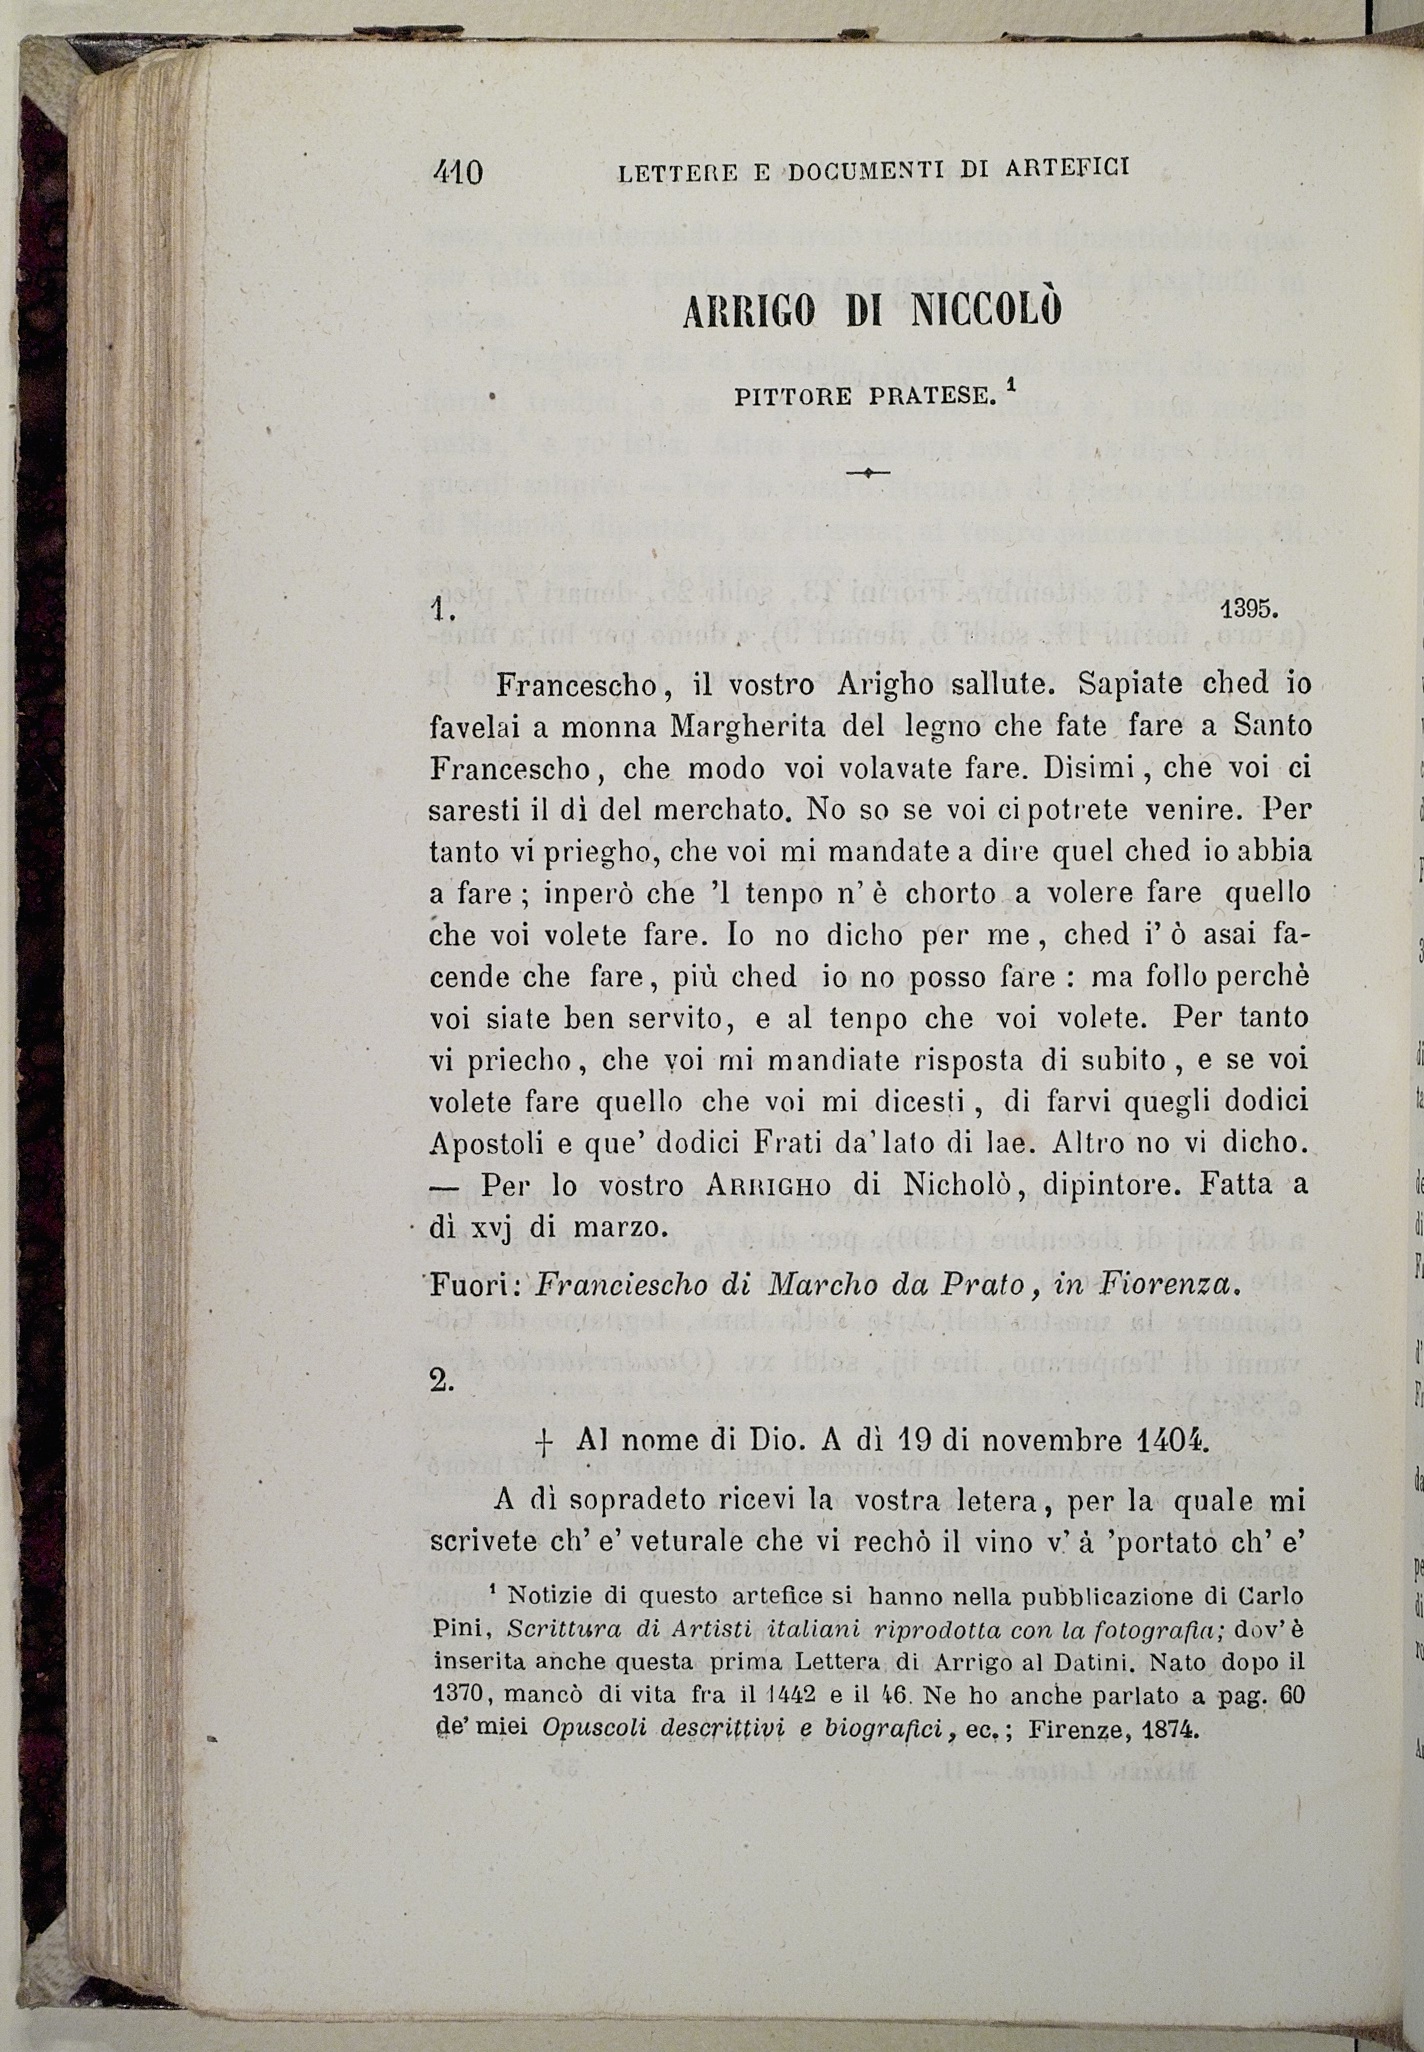 410 LETTERE E DOCUMENTI DI ARTEFICI
ARRIGO DI NICCOLÒ
PITTORE PRATESE. ¹
1. 1395.
Francescho, il vostro Arigho sallute. Sapiate ched io
favelai a monna Margherita del legno che fate fare a Santo
Francescho, che modo voi volavate fare. Disimi, che voi ci
saresti il dì del merchato. No so se voi ci potrete venire. Per
tanto vi priegho, che voi mi mandate a dire quel ched io abbia
a fare; inperò che 'l tenpo n' è chorto a volere fare quello
che voi volete fare. Io no dicho per me, ched i' ò asai fa-
cende che fare, più ched io no posso fare: ma follo perchè
voi siate ben servito, e al tenpo che voi volete. Per tanto
vi priecho, che voi mi mandiate risposta di subito, e se voi
volete fare quello che voi mi dicesti, di farvi quegli dodici
Apostoli e que' dodici Frati da' lato di lae. Altro no vi dicho.
— Per lo vostro ARRIGHO di Nicholò, dipintore. Fatta a
dì xvj di marzo.
Fuori: Franciescho di Marcho da Prato, in Fiorenza.
2.
† Al nome di Dio. A dì 19 di novembre 1404.
A dì sopradeto ricevi la vostra letera, per la quale mi
scrivete ch' e' veturale che vi rechò il vino v' à 'portato ch' e'
¹ Notizie di questo artefice si hanno nella pubblicazione di Carlo
Pini, Scrittura di Artisti italiani riprodotta con la fotografia; dov' è
inserita anche questa prima Lettera di Arrigo al Datini. Nato dopo il
1370, mancò di vita fra il 1442 e il 46. Ne ho anche parlato a pag. 60
de' miei Opuscoli descrittivi e biografici, ec.; Firenze, 1874.